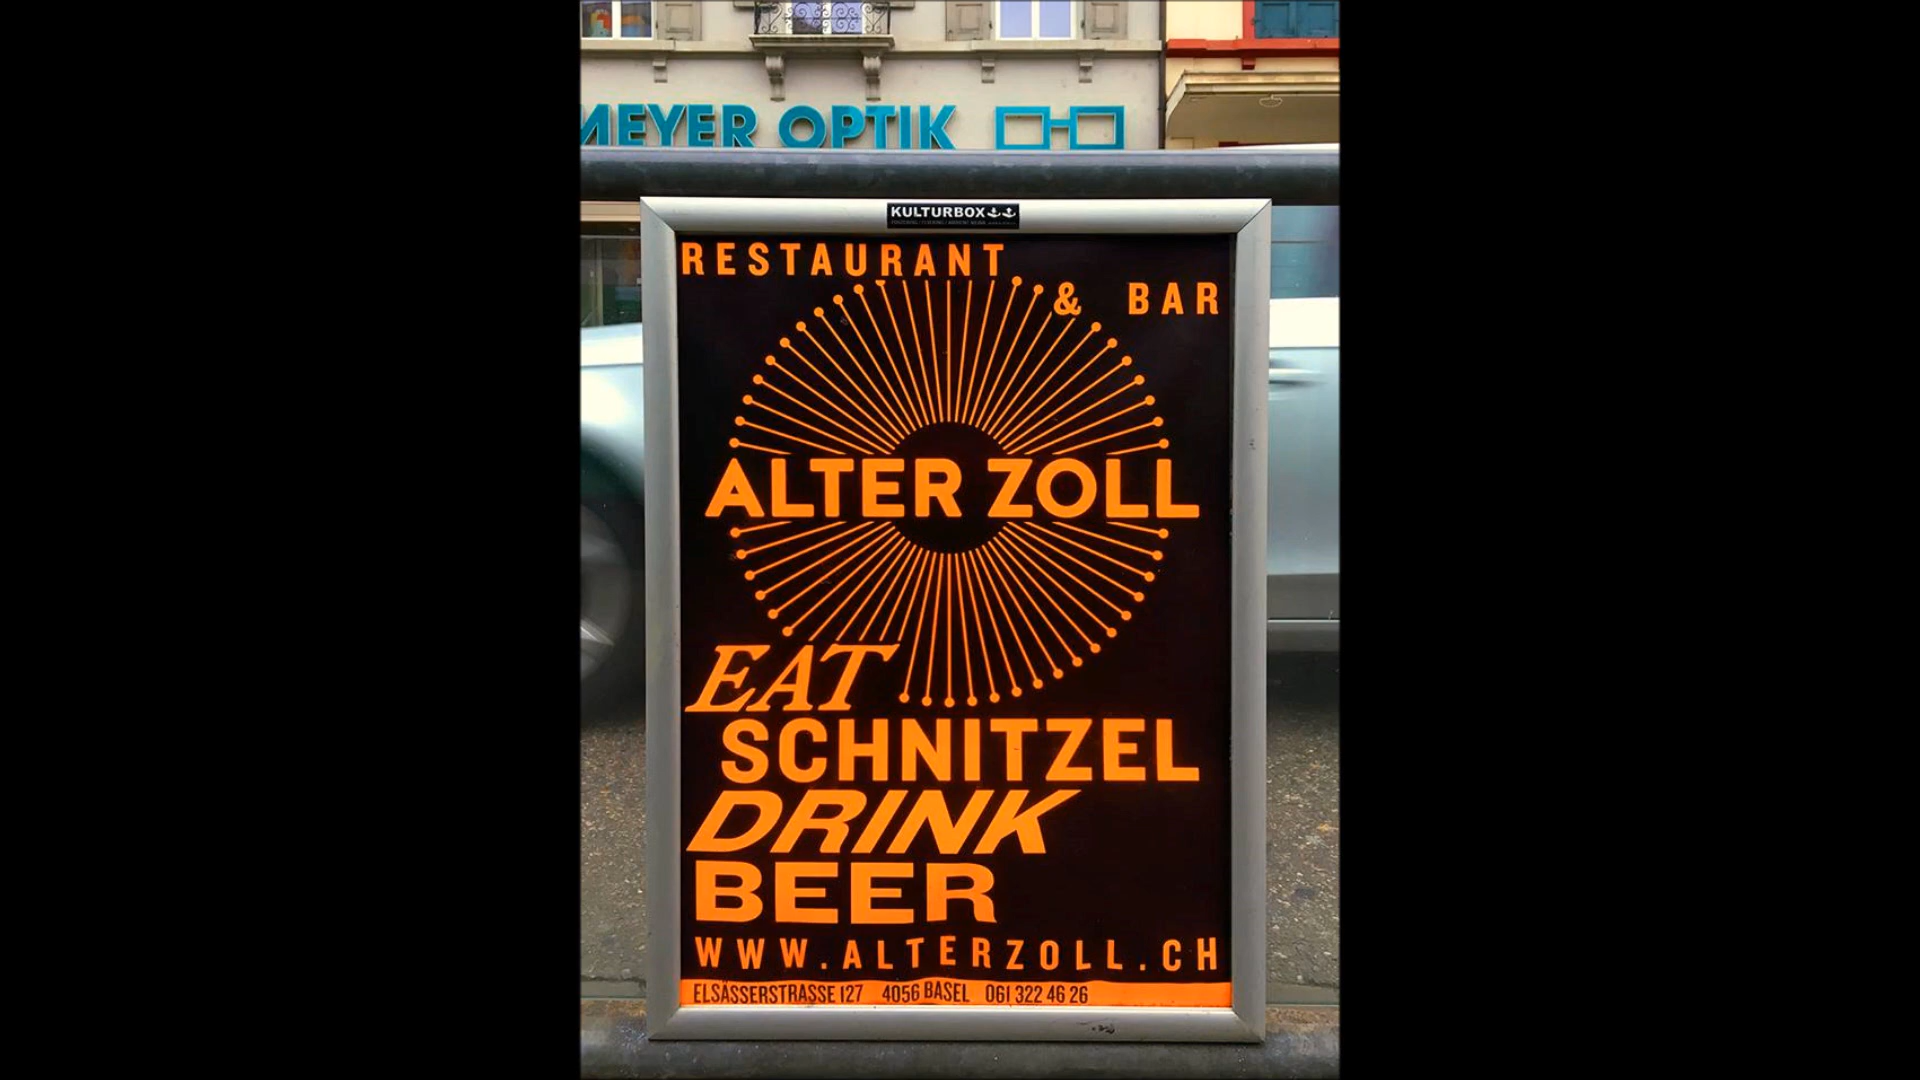 MEYER OPTIK
KULTURBOX
RESTAURANT
& BAR
ALTER ZOLL
EAT
SCHNITZEL
DRINK
BEER
WWW.ALTERZOLL.CH
ELSÄSSERSTRASSE 127 4056 BASEL 061 322 46 26